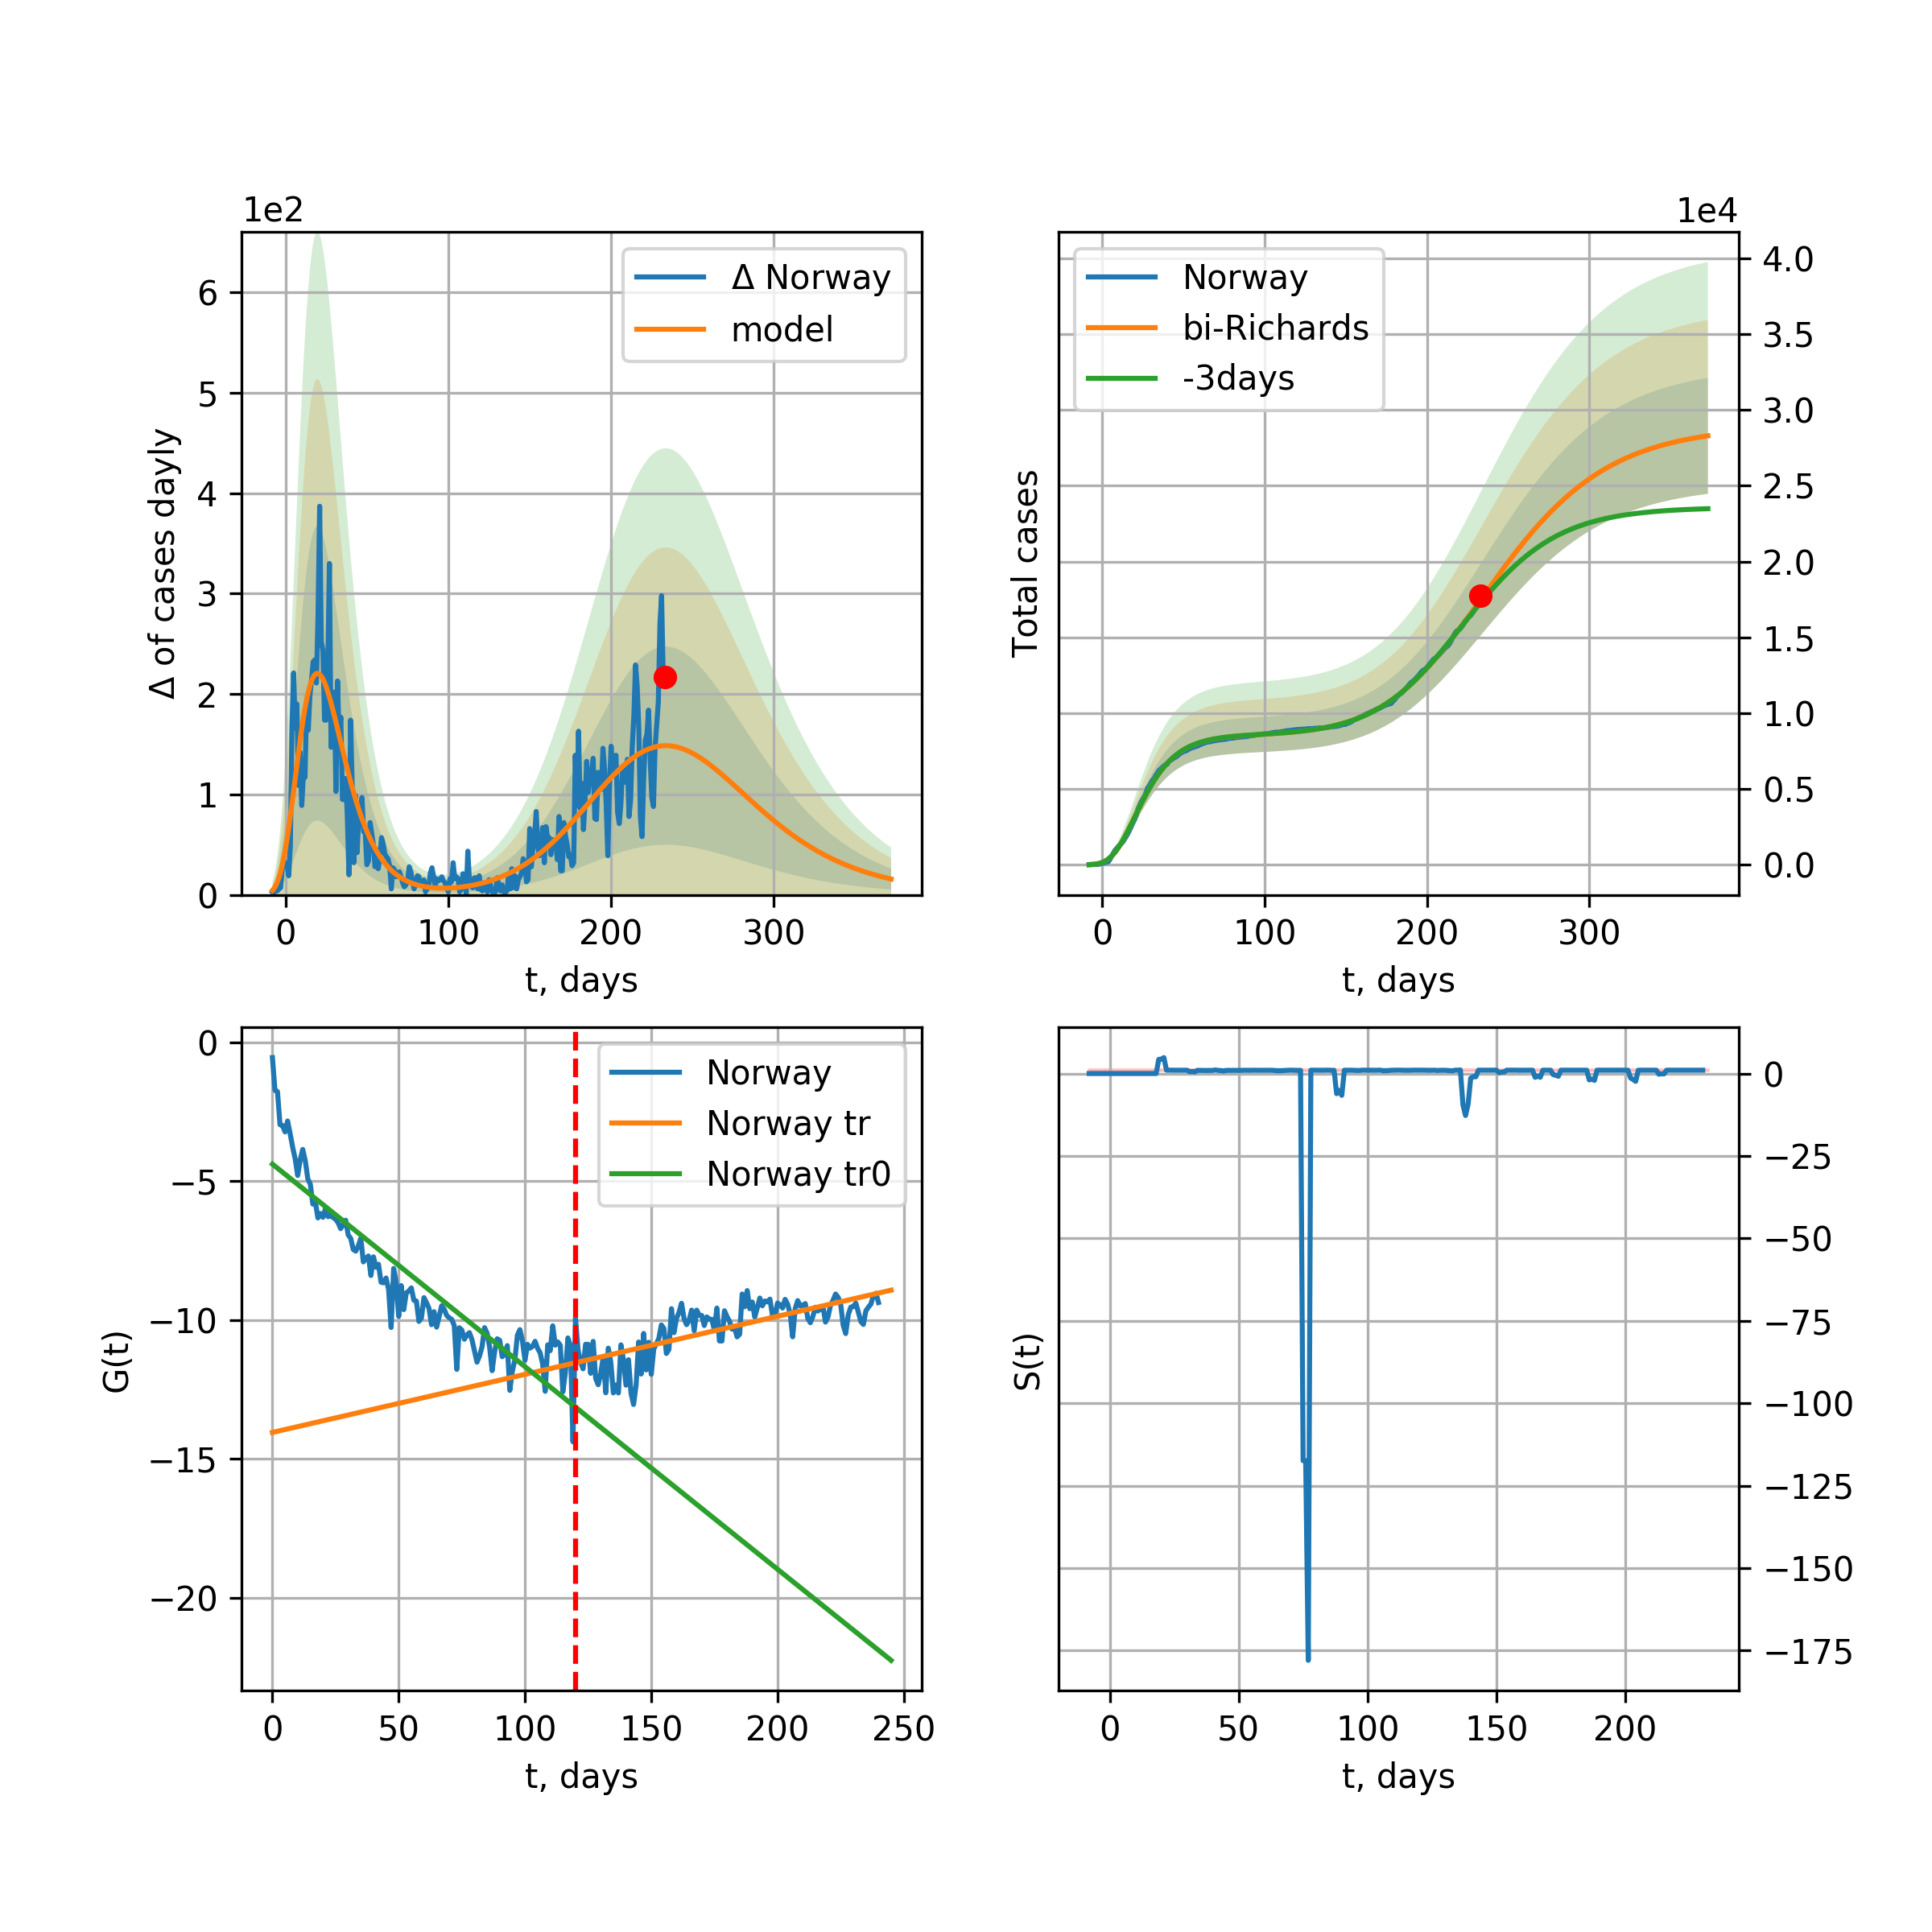 1e2
Δ of cases dayly
6
5
4
3
2
1
0
0 100 200 300
t, days
Δ Norway
model
1e4
Total cases
4.0
3.5
3.0
2.5
2.0
1.5
1.0
0.5
0.0
0 100 200 300
t, days
Norway
bi-Richards
-3days
G(t)
0
−5
−10
−15
−20
0 50 100 150 200 250
t, days
Norway
Norway tr
Norway tr0
S(t)
0
−25
−50
−75
−100
−125
−150
−175
0 50 100 150 200
t, days